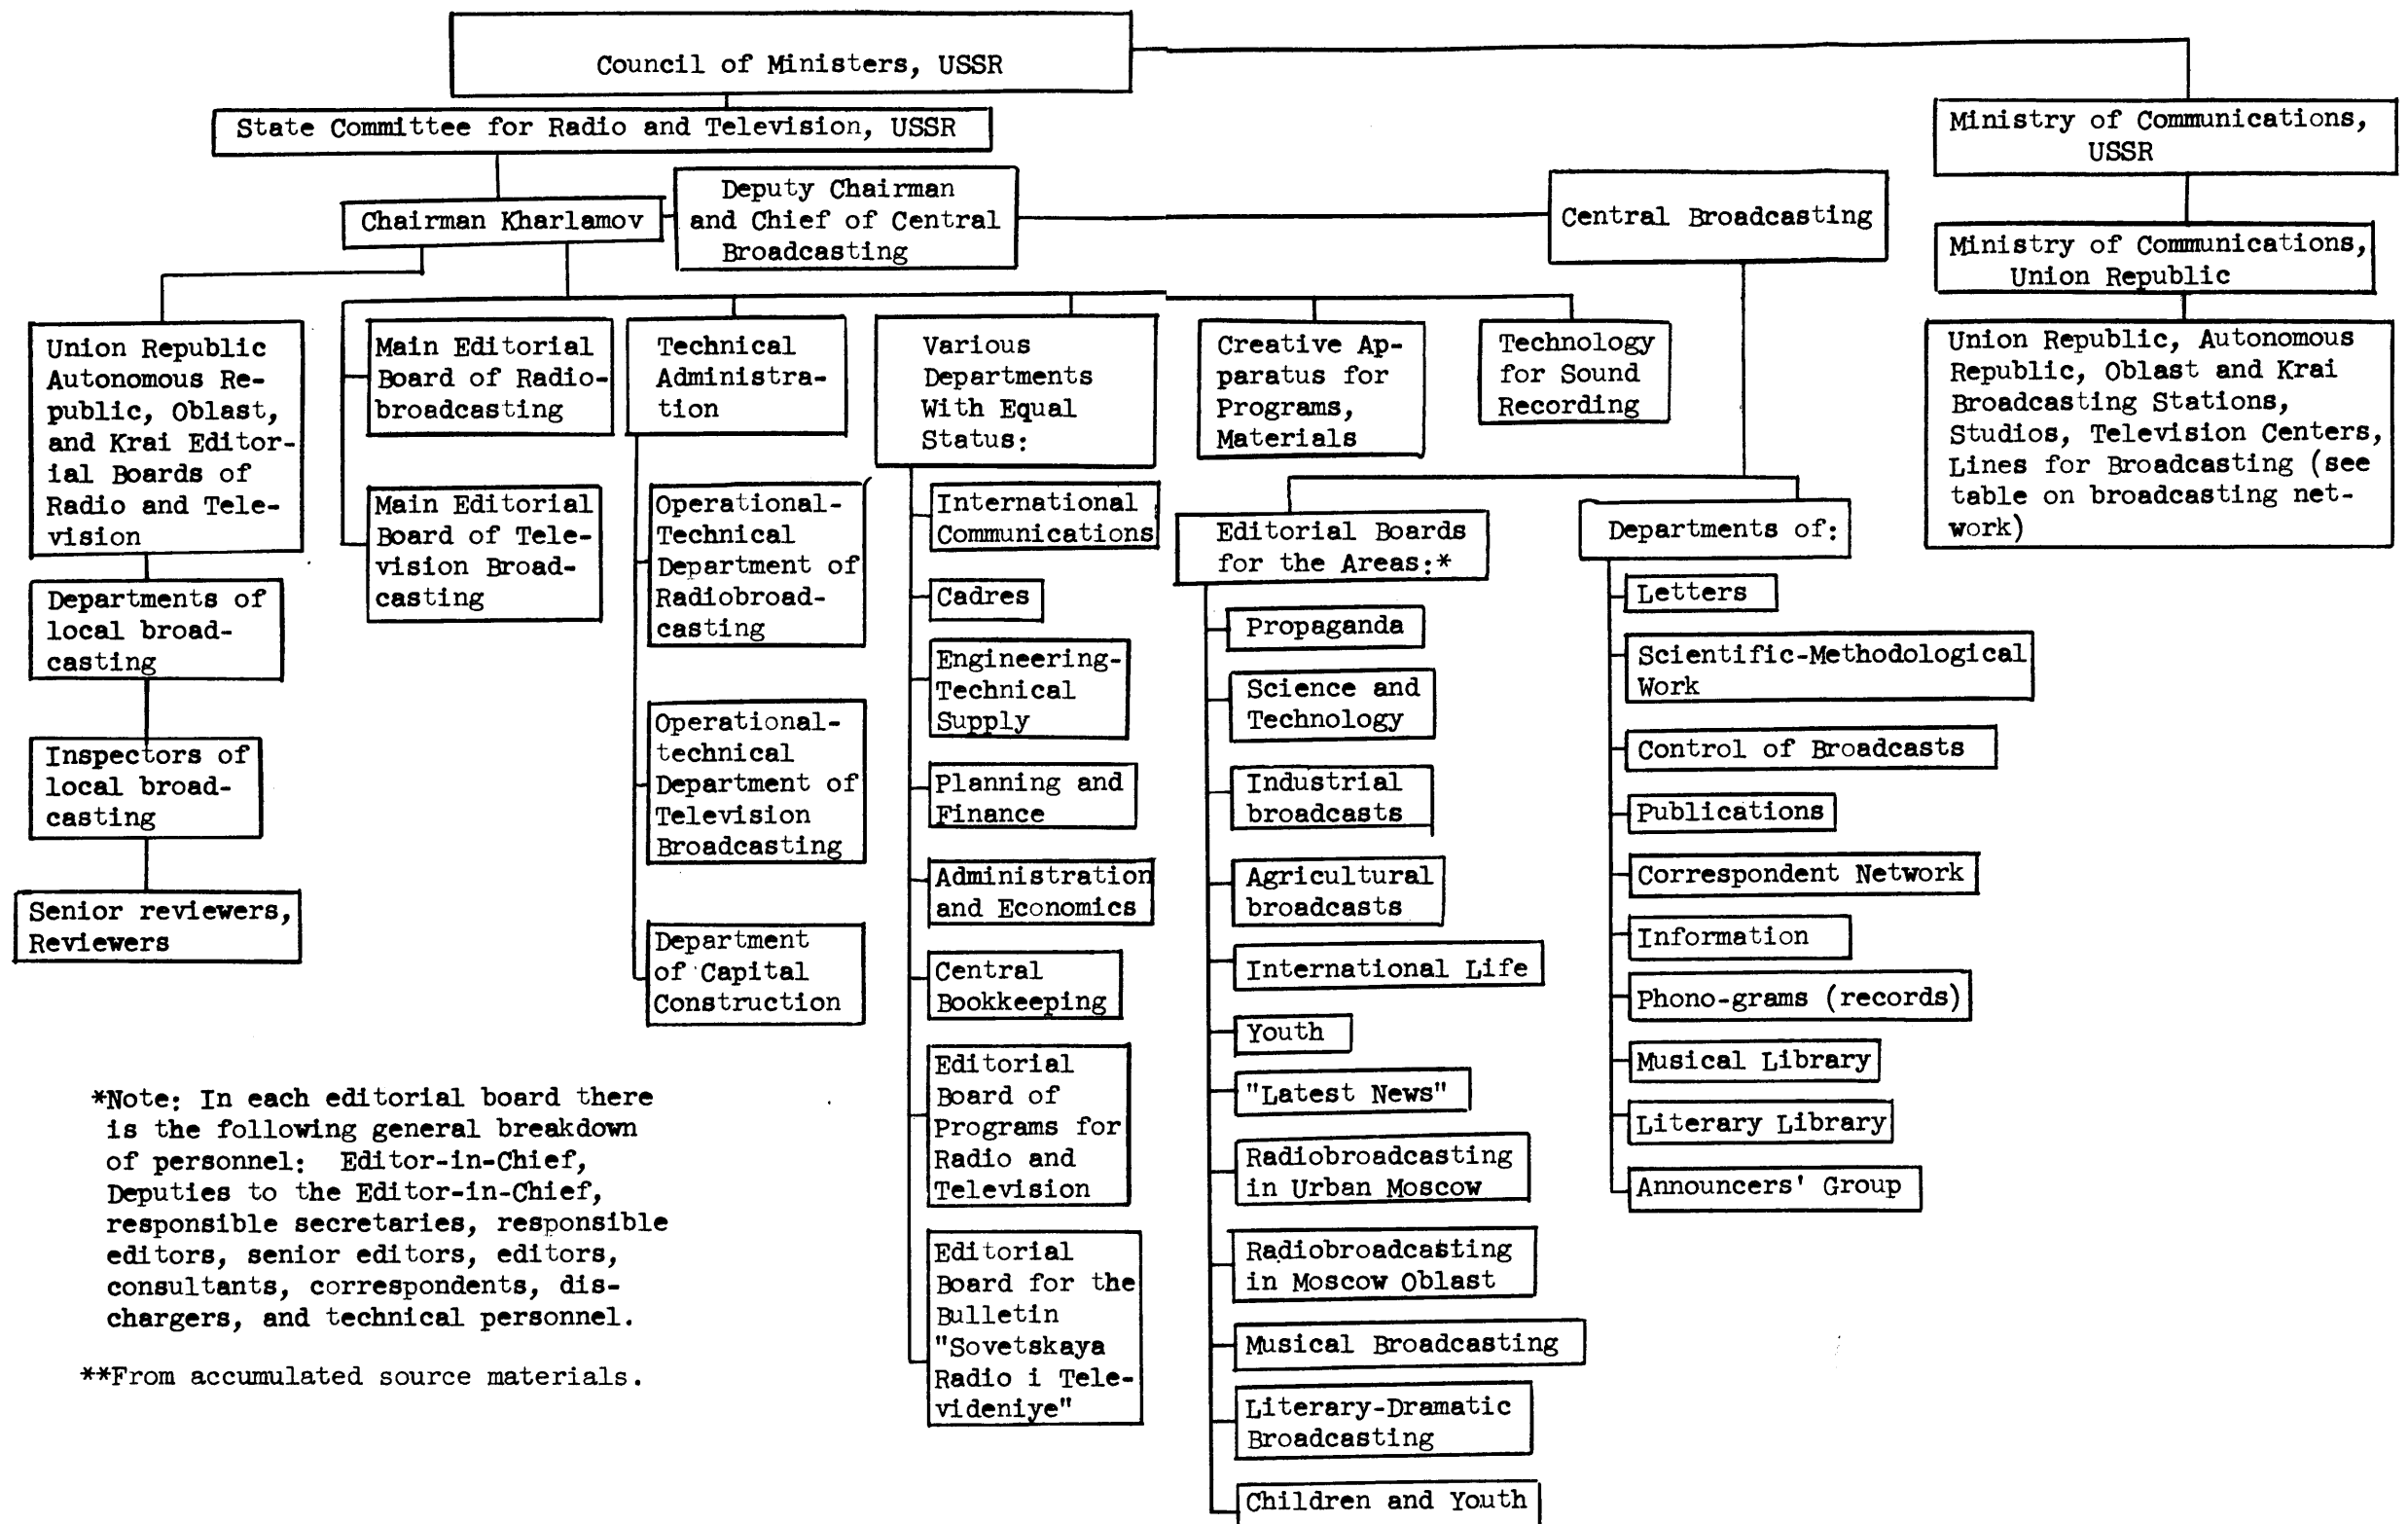 Council of Ministers, USSR
State Committee for Radio and Television, USSR
Ministry of Communications,
USSR
Chairman Kharlamov
Deputy Chairman
and Chief of Central
Broadcasting
Central Broadcasting
Ministry of Communications,
Union Republic
Union Republic
Autonomous Re-
public, Oblast,
and Krai Editor-
ial Boards of
Radio and Tele-
vision
Departments of
local broad-
casting
Inspectors of
local broad-
casting
Senior reviewers,
Reviewers
Main Editorial
Board of Radio-
broadcasting
Main Editorial
Board of Tele-
vision Broad-
casting
Technical
Administra-
tion
Operational-
Technical
Department of
Radiobroad-
casting
Operational-
technical
Department of
Television
Broadcasting
Department
of Capital
Construction
Various
Departments
With Equal
Status:
International
Communications
Cadres
Engineering-
Technical
Supply
Planning and
Finance
Administration
and Economics
Central
Bookkeeping
Editorial
Board of
Programs for
Radio and
Television
Editorial
Board for the
Bulletin
"Sovetskaya
Radio i Tele-
videniye"
Creative Ap-
paratus for
Programs,
Materials
Technology
for Sound
Recording
Editorial Boards
for the Areas:*
Propaganda
Science and
Technology
Industrial
broadcasts
Agricultural
broadcasts
International Life
Youth
"Latest News"
Radiobroadcasting
in Urban Moscow
Radiobroadcasting
in Moscow Oblast
Musical Broadcasting
Literary-Dramatic
Broadcasting
Children and Youth
Departments of:
Letters
Scientific-Methodological
Work
Control of Broadcasts
Publications
Correspondent Network
Information
Phono-grams (records)
Musical Library
Literary Library
Announcers' Group
Union Republic, Autonomous
Republic, Oblast and Krai
Broadcasting Stations,
Studios, Television Centers,
Lines for Broadcasting (see
table on broadcasting net-
work)
*Note: In each editorial board there
is the following general breakdown
of personnel: Editor-in-Chief,
Deputies to the Editor-in-Chief,
responsible secretaries, responsible
editors, senior editors, editors,
consultants, correspondents, dis-
chargers, and technical personnel.
**From accumulated source materials.